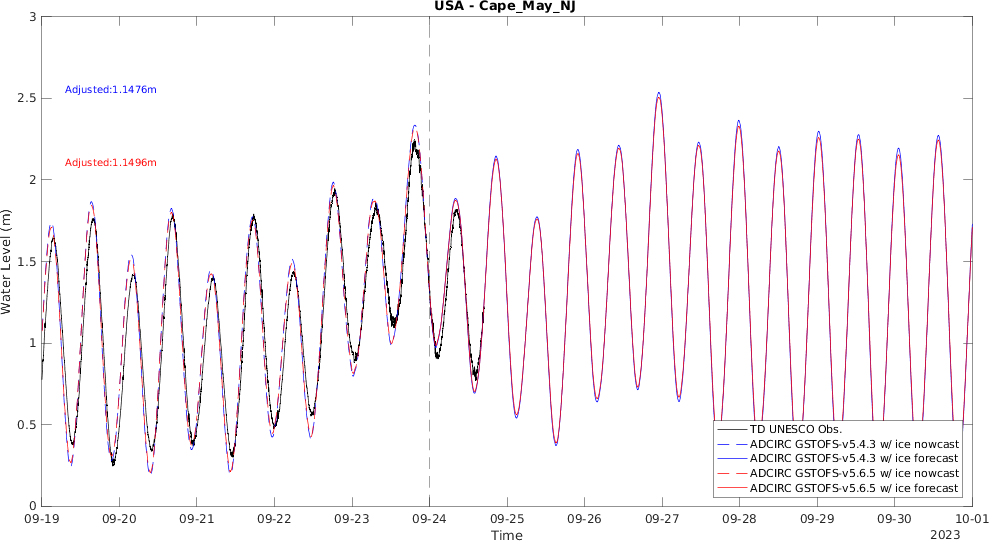 USA - Cape_May_NJ
3
2.5
2
1.5
1
0.5
0
Water Level (m)
Adjusted:1.1476m
Adjusted:1.1496m
TD UNESCO Obs.
ADCIRC GSTOFS-v5.4.3 w/ ice nowcast
ADCIRC GSTOFS-v5.4.3 w/ ice forecast
ADCIRC GSTOFS-v5.6.5 w/ ice nowcast
ADCIRC GSTOFS-v5.6.5 w/ ice forecast
09-19 09-20 09-21 09-22 09-23 09-24 09-25 09-26 09-27 09-28 09-29 09-30 10-01
Time
2023